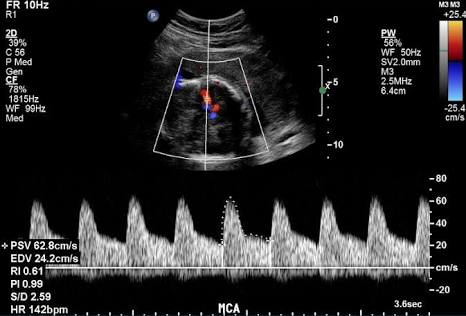 FR 10Hz
R1
2D
39%
C 56
P Med
Gen
CF
78%
1815Hz
WF 99Hz
Med
P
0
5
10
PW
56%
WF 50Hz
SV2.0mm
M3
2.5MHz
6.4cm
M3 M3
+25.4
-25.4
cm/s
PSV 62.8cm/s
EDV 24.2cm/s
RI 0.61
PI 0.99
S/D 2.59
HR 142bpm
80
60
40
20
cm/s
-20
MCA
3.6sec